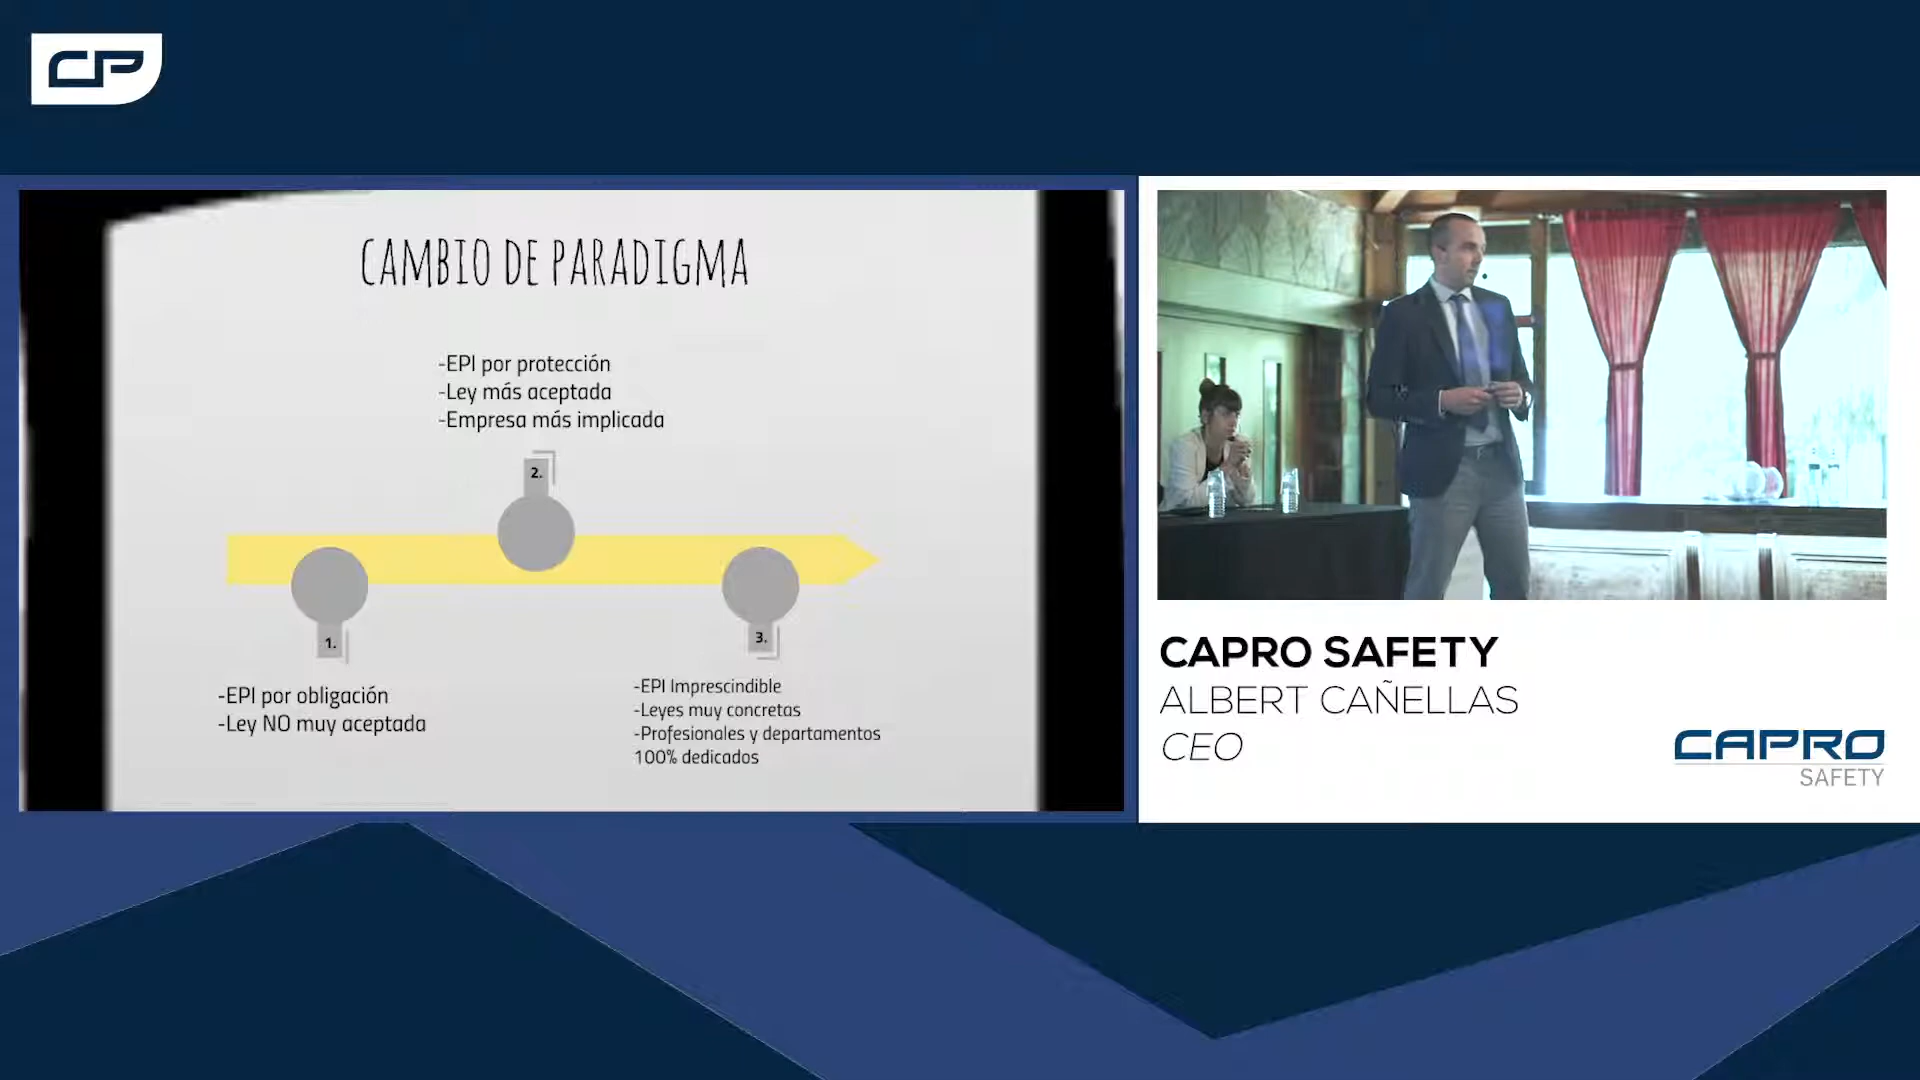 CP
CAMBIO DE PARADIGMA
-EPI por protección
-Ley más aceptada
-Empresa más implicada
2.
1.
3.
-EPI por obligación
-Ley NO muy aceptada
-EPI Imprescindible
-Leyes muy concretas
-Profesionales y departamentos
100% dedicados
CAPRO SAFETY
ALBERT CAÑELLAS
CEO
CAPRO
SAFETY